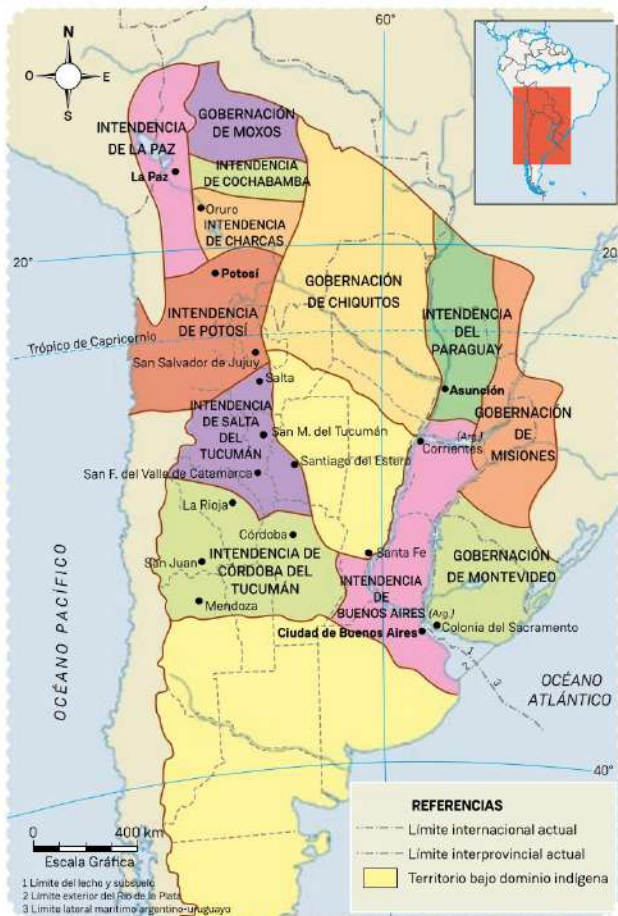 60°
N
O
E
S
INTENDENCIA
DE LA PAZ
La Paz
GOBERNACIÓN
DE MOXOS
INTENDENCIA
DE COCHABAMBA
Oruro
INTENDENCIA
DE CHARCAS
20°
20
Potosí
INTENDENCIA
DE POTOSÍ
GOBERNACIÓN
DE CHIQUITOS
INTENDENCIA
DEL
PARAGUAY
Trópico de Capricornio
San Salvador de Jujuy
Salta
Asunción
INTENDENCIA
DE SALTA
DEL
TUCUMÁN
San M. del Tucumán
Santiago del Estero
San F. del Valle de Catamarca
(Arg.)
Corrientes
GOBERNACIÓN
DE
MISIONES
La Rioja
Córdoba
INTENDENCIA DE
CÓRDOBA DEL
TUCUMÁN
San Juan
Mendoza
Santa Fe
INTENDENCIA
DE
BUENOS AIRES
(Arg.)
Ciudad de Buenos Aires
GOBERNACIÓN
DE MONTEVIDEO
Colonia del Sacramento
1
2
3
OCÉANO PACÍFICO
OCÉANO
ATLÁNTICO
40°
REFERENCIAS
Límite internacional actual
Límite interprovincial actual
Territorio bajo dominio indígena
0 400 km
Escala Gráfica
1 Límite del lecho y subsuelo
2 Límite exterior del Río de la Plata
3 Límite lateral marítimo argentino-uruguayo